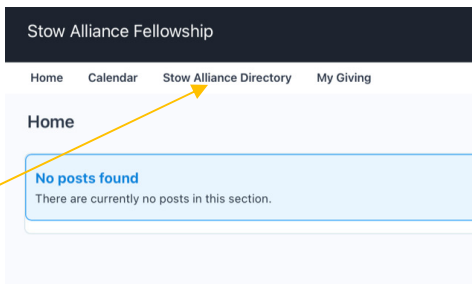 Stow Alliance Fellowship
Home Calendar Stow Alliance Directory My Giving
Home
No posts found
There are currently no posts in this section.